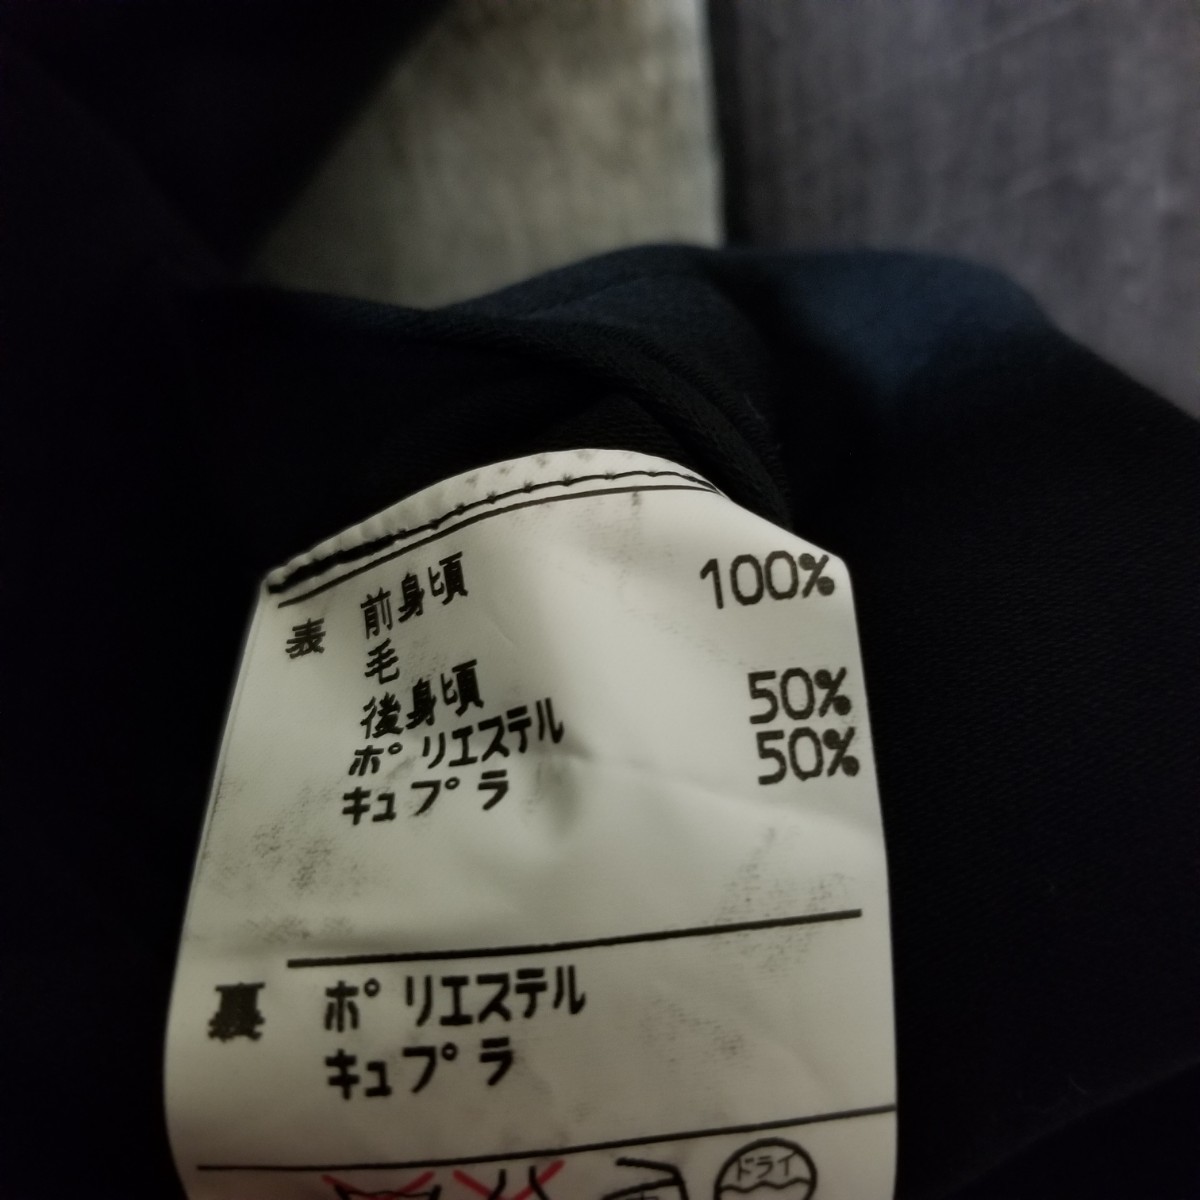 表 前身頃
毛 100%
後身頃
ポリエステル 50%
キュプラ 50%
裏 ポリエステル
キュプラ
ドライ